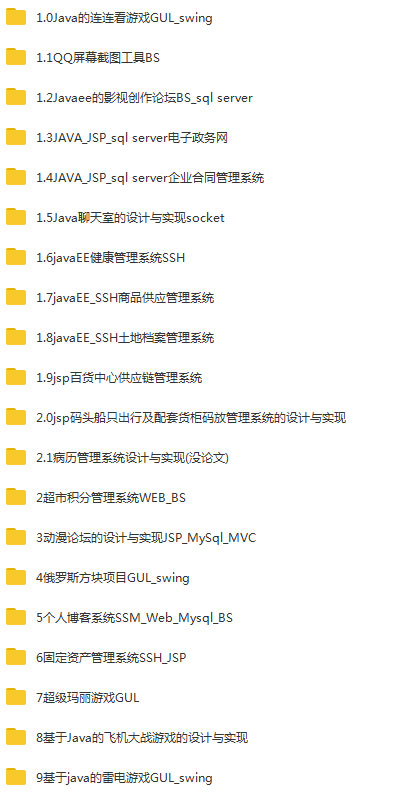 1.0Java的连连看游戏GUL_swing
1.1QQ屏幕截图工具BS
1.2Javaee的影视创作论坛BS_sql server
1.3JAVA_JSP_sql server电子政务网
1.4JAVA_JSP_sql server企业合同管理系统
1.5Java聊天室的设计与实现socket
1.6javaEE健康管理系统SSH
1.7javaEE_SSH商品供应管理系统
1.8javaEE_SSH土地档案管理系统
1.9jsp百货中心供应链管理系统
2.0jsp码头船只出行及配套货柜码放管理系统的设计与实现
2.1病历管理系统设计与实现(没论文)
2超市积分管理系统WEB_BS
3动漫论坛的设计与实现JSP_MySql_MVC
4俄罗斯方块项目GUL_swing
5个人博客系统SSM_Web_Mysql_BS
6固定资产管理系统SSH_JSP
7超级玛丽游戏GUL
8基于Java的飞机大战游戏的设计与实现
9基于java的雷电游戏GUL_swing